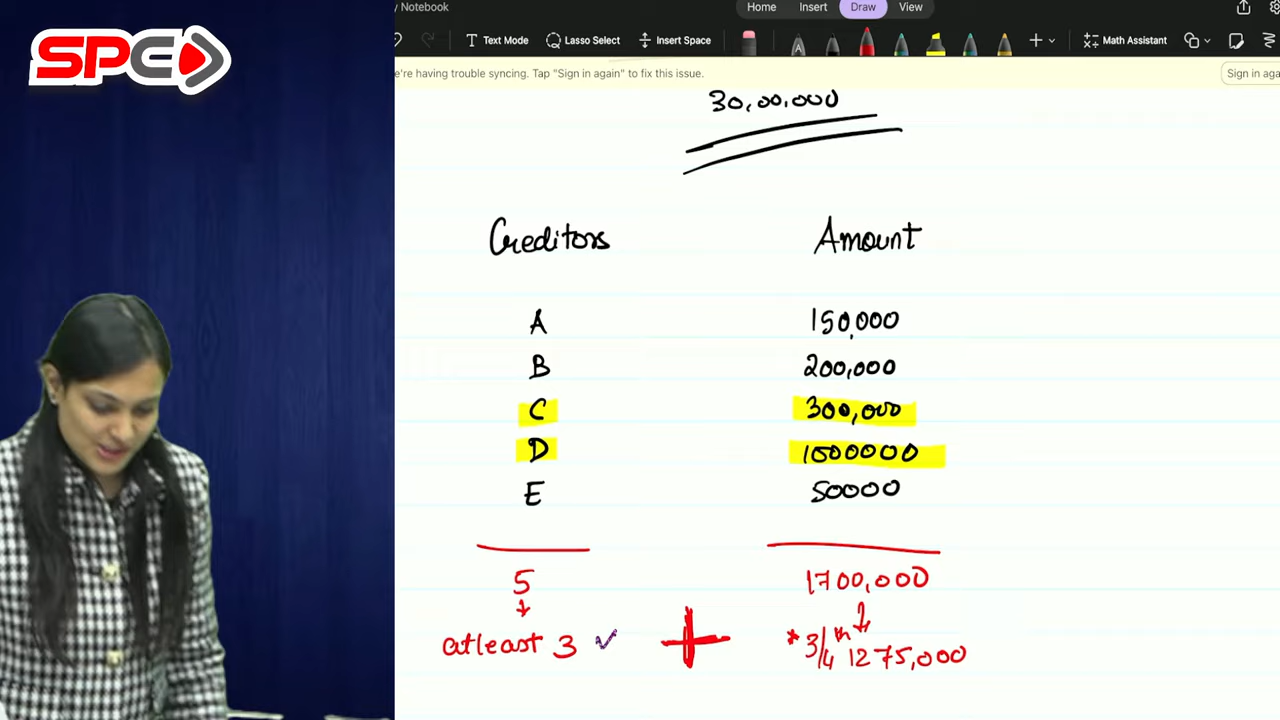 SPE
y Notebook
Home Insert Draw View
Text Mode Lasso Select Insert Space Math Assistant
're having trouble syncing. Tap "Sign in again" to fix this issue. Sign in aga
30,00,000
Creditors Amount
A 150,000
B 200,000
C 300,000
D 1000000
E 50000
5 1700,000
atleast 3 ✓ + * 3/4th 1275,000